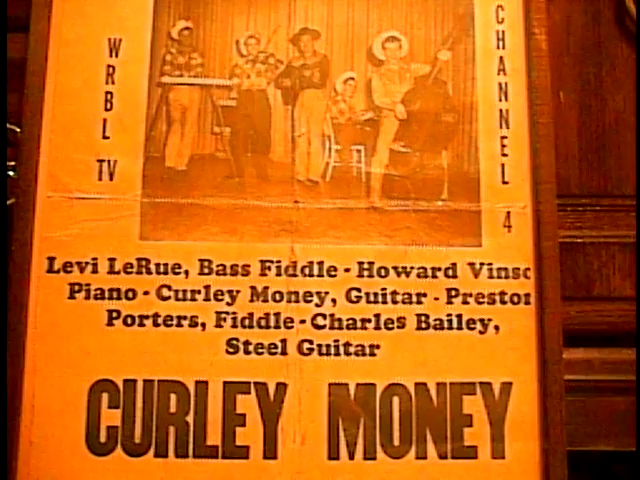 WRBL TV
CHANNEL 4
Levi LeRue, Bass Fiddle - Howard Vinso
Piano - Curley Money, Guitar - Preston
Porters, Fiddle - Charles Bailey,
Steel Guitar
CURLEY MONEY